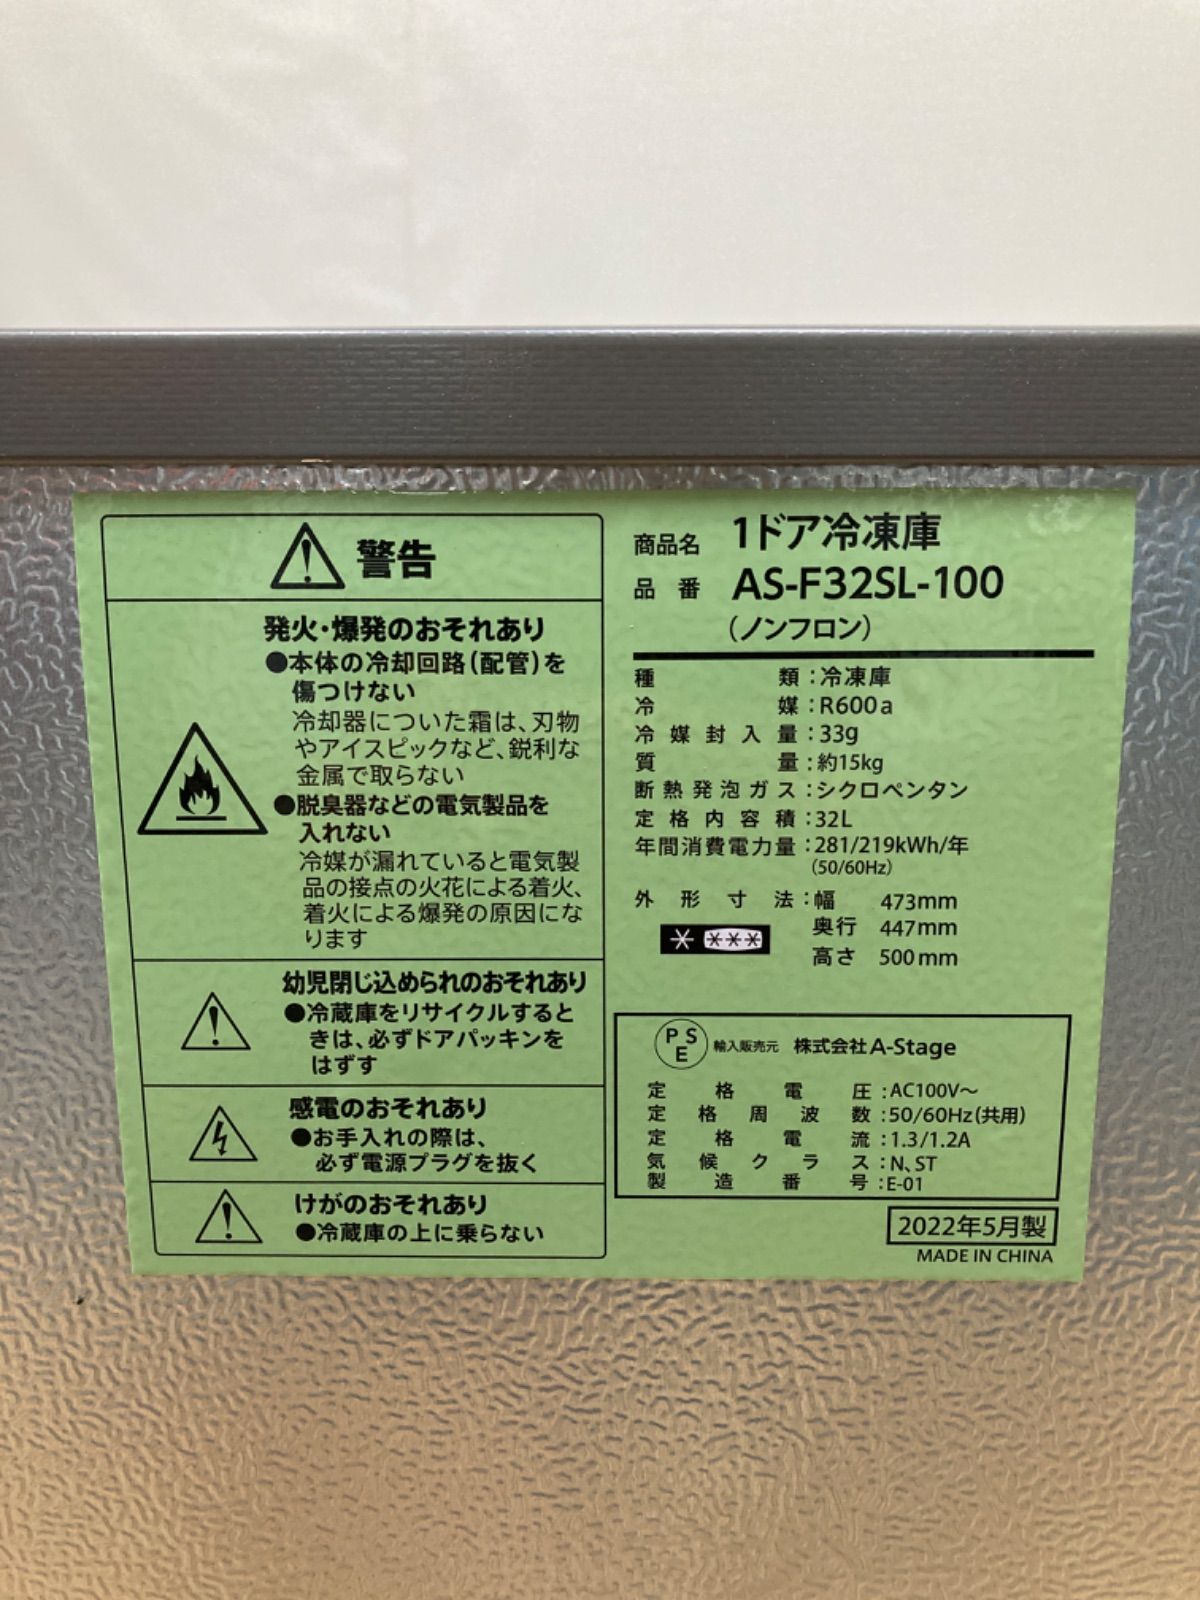 警告
発火・爆発のおそれあり
●本体の冷却回路(配管)を
傷つけない
冷却器についた霜は、刃物
やアイスピックなど、鋭利な
金属で取らない
●脱臭器などの電気製品を
入れない
冷媒が漏れていると電気製
品の接点の火花による着火、
着火による爆発の原因にな
ります
幼児閉じ込められのおそれあり
●冷蔵庫をリサイクルすると
きは、必ずドアパッキンを
はずす
感電のおそれあり
●お手入れの際は、
必ず電源プラグを抜く
けがのおそれあり
●冷蔵庫の上に乗らない
商品名 1ドア冷凍庫
品番 AS-F32SL-100
(ノンフロン)
種類:冷凍庫
冷媒:R600a
冷媒封入量:33g
質量:約15kg
断熱発泡ガス:シクロペンタン
定格内容積:32L
年間消費電力量:281/219kWh/年
(50/60Hz)
外形寸法:幅 473mm
奥行 447mm
高さ 500mm
PSE 輸入販売元 株式会社A-Stage
定格電圧:AC100V〜
定格周波数:50/60Hz(共用)
定格電流:1.3/1.2A
気候クラス:N、ST
製造番号:E-01
2022年5月製
MADE IN CHINA